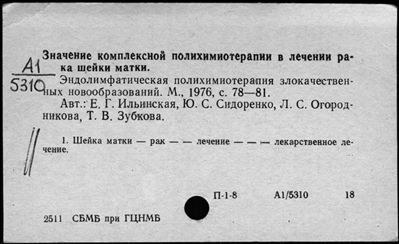 Значение комплексной полихимиотерапии в лечении ра-
ка шейки матки.
А1
5310
Эндолимфатическая полихимиотерапия злокачествен-
ных новообразований. М., 1976, с. 78—81.
Авт.: Е. Г. Ильинская, Ю. С. Сидоренко, Л. С. Огород-
никова, Т. В. Зубкова.
1. Шейка матки — рак — — лечение — — — лекарственное ле-
чение.
П-1-8 А1/5310 18
2511 СБМБ при ГЦНМБ